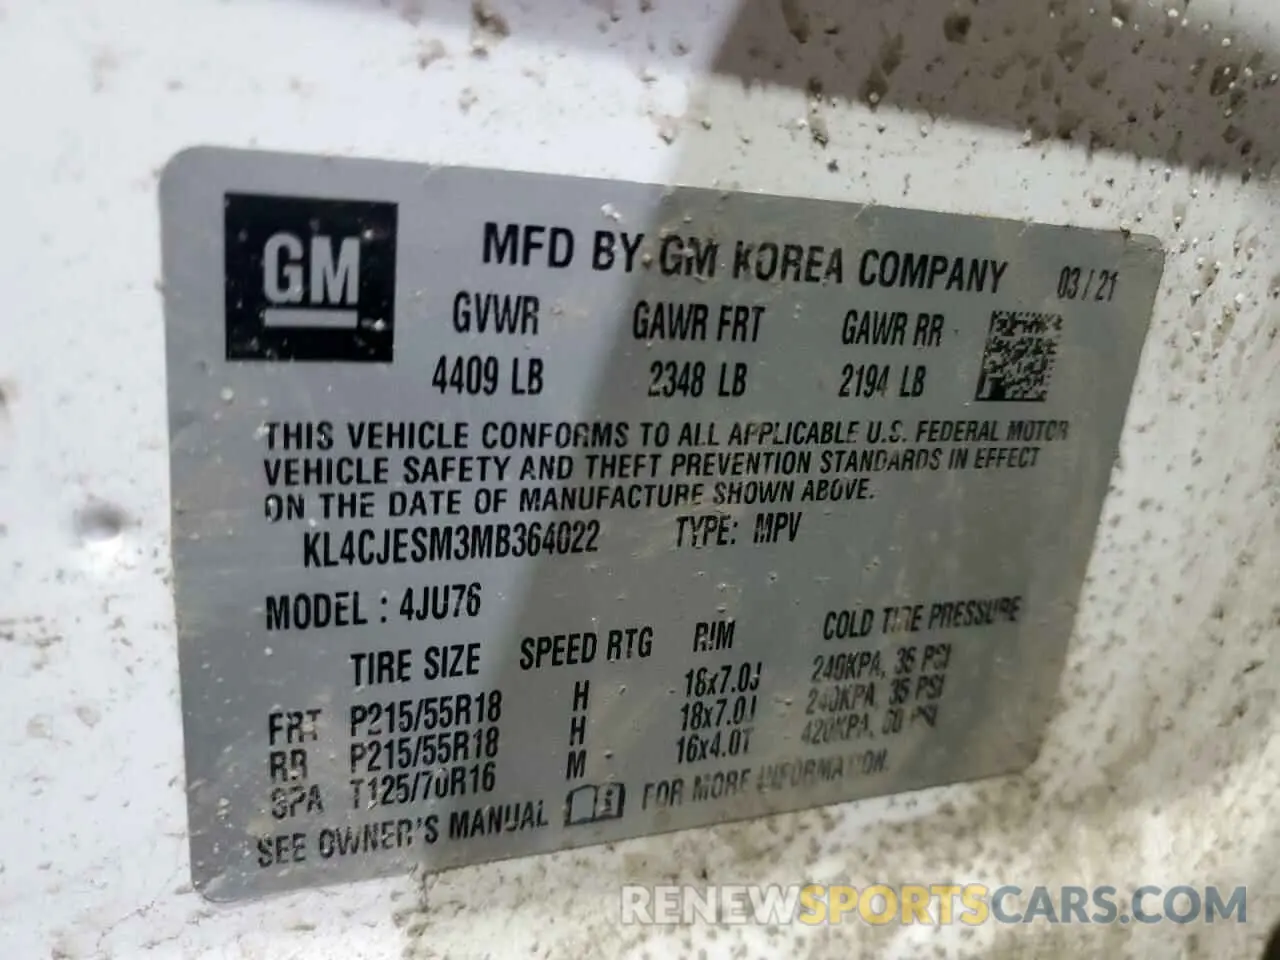 GM
MFD BY GM KOREA COMPANY 03/21
GVWR GAWR FRT GAWR RR
4409 LB 2348 LB 2194 LB
THIS VEHICLE CONFORMS TO ALL APPLICABLE U.S. FEDERAL MOTOR
VEHICLE SAFETY AND THEFT PREVENTION STANDARDS IN EFFECT
ON THE DATE OF MANUFACTURE SHOWN ABOVE.
KL4CJESM3MB364022 TYPE: MPV
MODEL : 4JU76
TIRE SIZE SPEED RTG RIM COLD TIRE PRESSURE
FRT P215/55R18 H 18x7.0J 240KPA, 35 PSI
RR P215/55R18 H 18x7.0J 240KPA, 35 PSI
SPA T125/70R16 M 16x4.0T 420KPA, 60 PSI
SEE OWNER'S MANUAL FOR MORE INFORMATION.
RENEWSPORTSCARS.COM